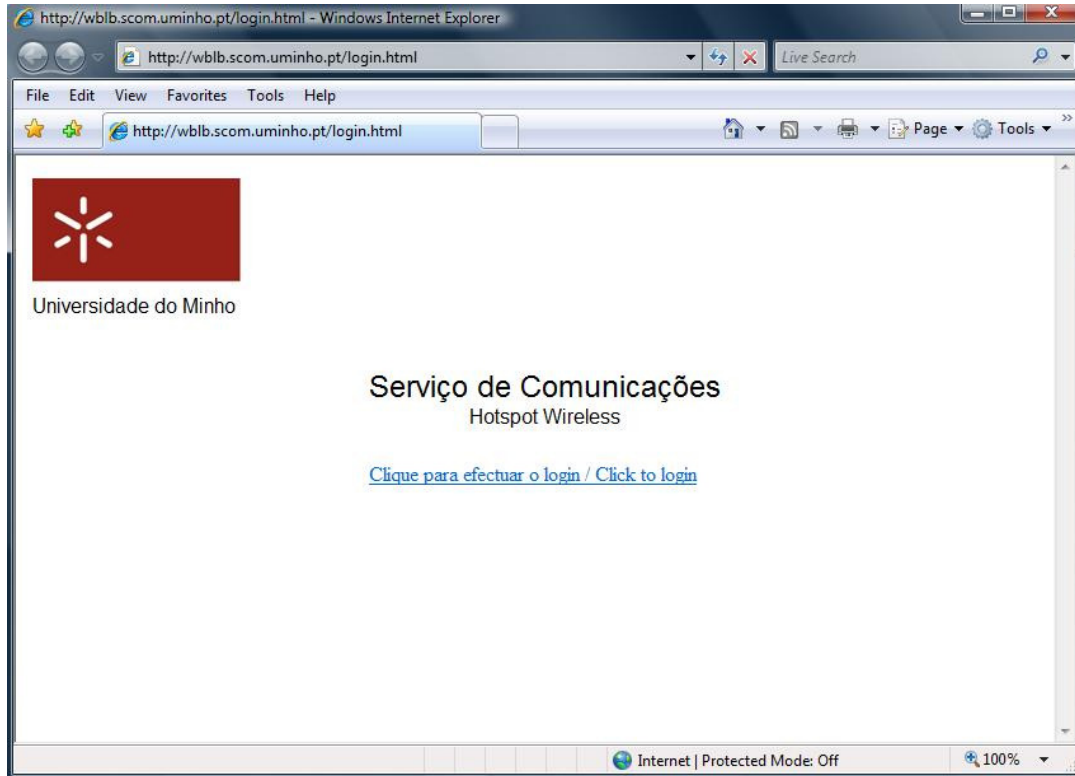 http://wblb.scom.uminho.pt/login.html - Windows Internet Explorer
http://wblb.scom.uminho.pt/login.html Live Search
File Edit View Favorites Tools Help
http://wblb.scom.uminho.pt/login.html Page Tools »
Universidade do Minho
Serviço de Comunicações
Hotspot Wireless
Clique para efectuar o login / Click to login
Internet | Protected Mode: Off 100%